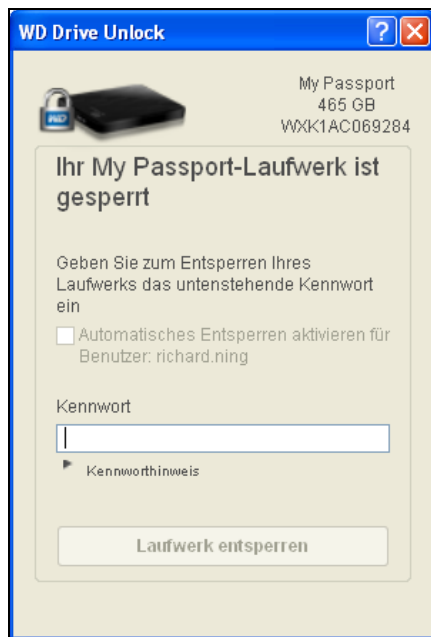 WD Drive Unlock
My Passport
465 GB
WXK1AC069284
WD
Ihr My Passport-Laufwerk ist
gesperrt
Geben Sie zum Entsperren Ihres
Laufwerks das untenstehende Kennwort
ein
Automatisches Entsperren aktivieren für
Benutzer: richard.ning
Kennwort
Kennworthinweis
Laufwerk entsperren